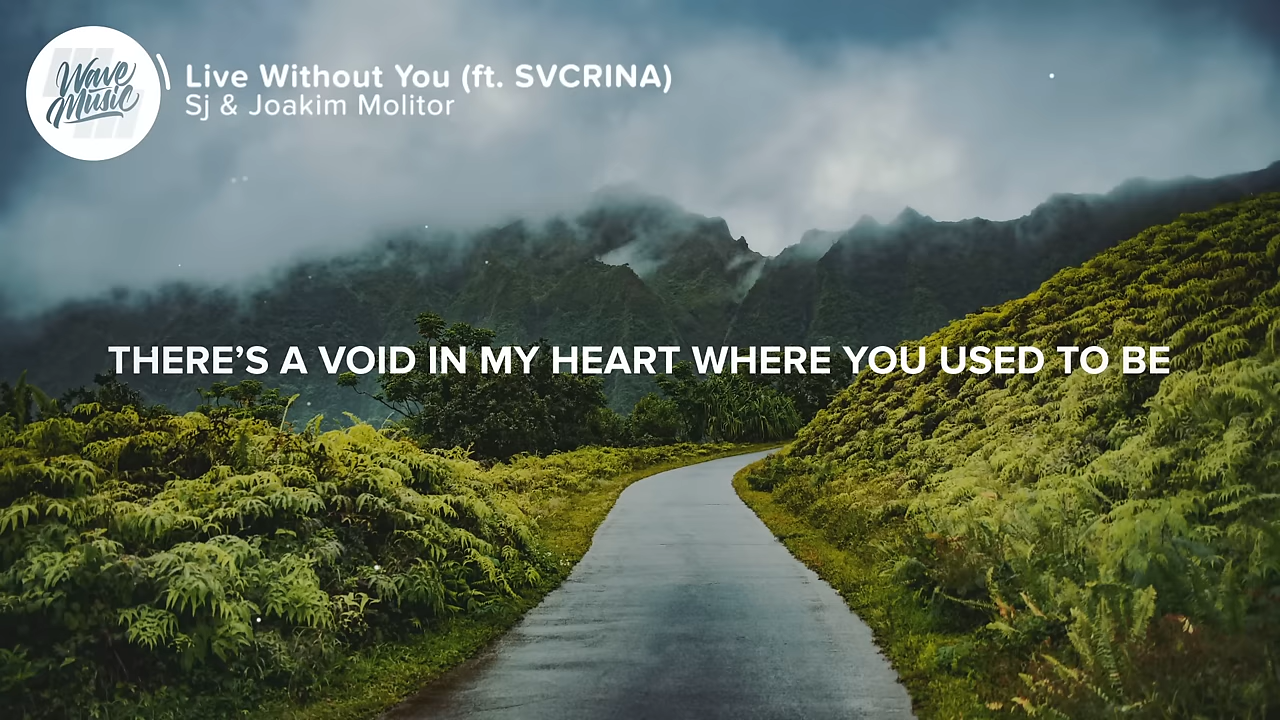 Wave
Music
Live Without You (ft. SVCRINA)
Sj & Joakim Molitor
THERE’S A VOID IN MY HEART WHERE YOU USED TO BE